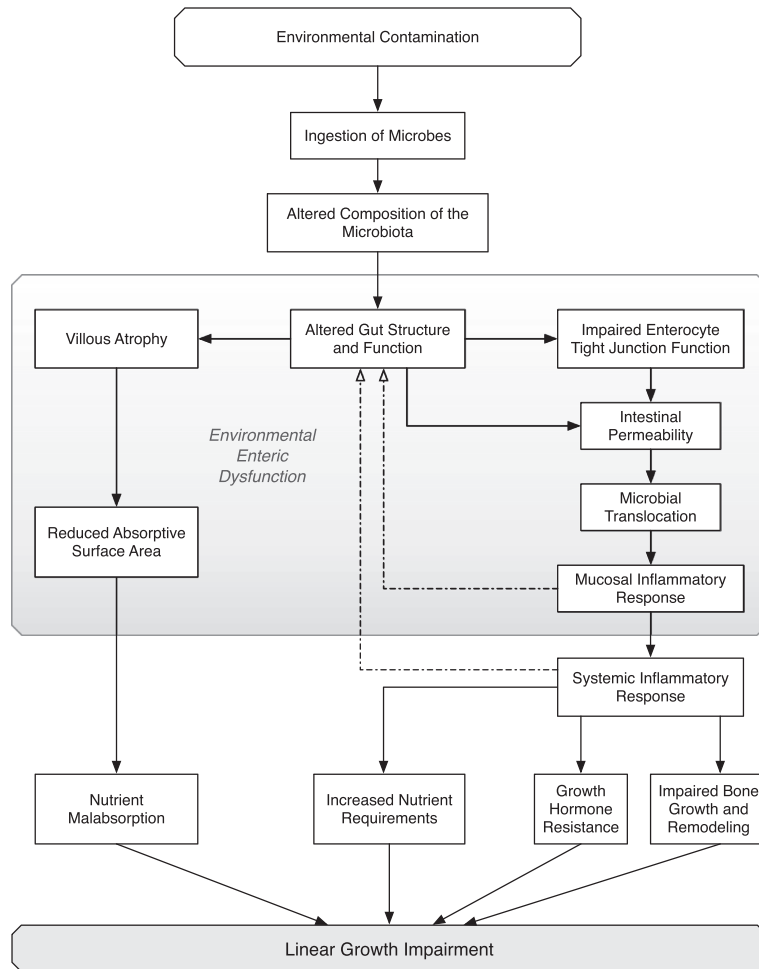 Environmental Contamination
Ingestion of Microbes
Altered Composition of the
Microbiota
Villous Atrophy
Altered Gut Structure
and Function
Impaired Enterocyte
Tight Junction Function
Intestinal
Permeability
Environmental
Enteric
Dysfunction
Microbial
Translocation
Reduced Absorptive
Surface Area
Mucosal Inflammatory
Response
Systemic Inflammatory
Response
Nutrient
Malabsorption
Increased Nutrient
Requirements
Growth
Hormone
Resistance
Impaired Bone
Growth and
Remodeling
Linear Growth Impairment